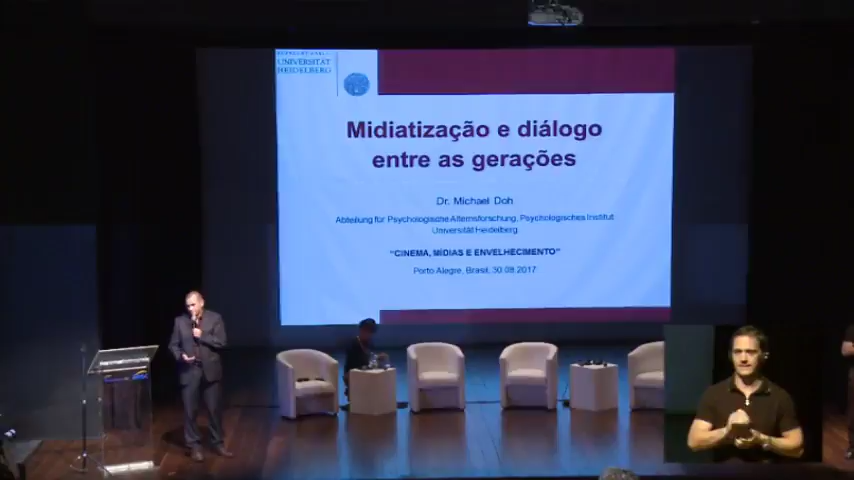 UNIVERSITÄT
HEIDELBERG
Midiatização e diálogo
entre as gerações
Dr. Michael Doh
Abteilung für Psychologische Alternsforschung, Psychologisches Institut
Universität Heidelberg
“CINEMA, MÍDIAS E ENVELHECIMENTO”
Porto Alegre, Brasil, 30.08.2017